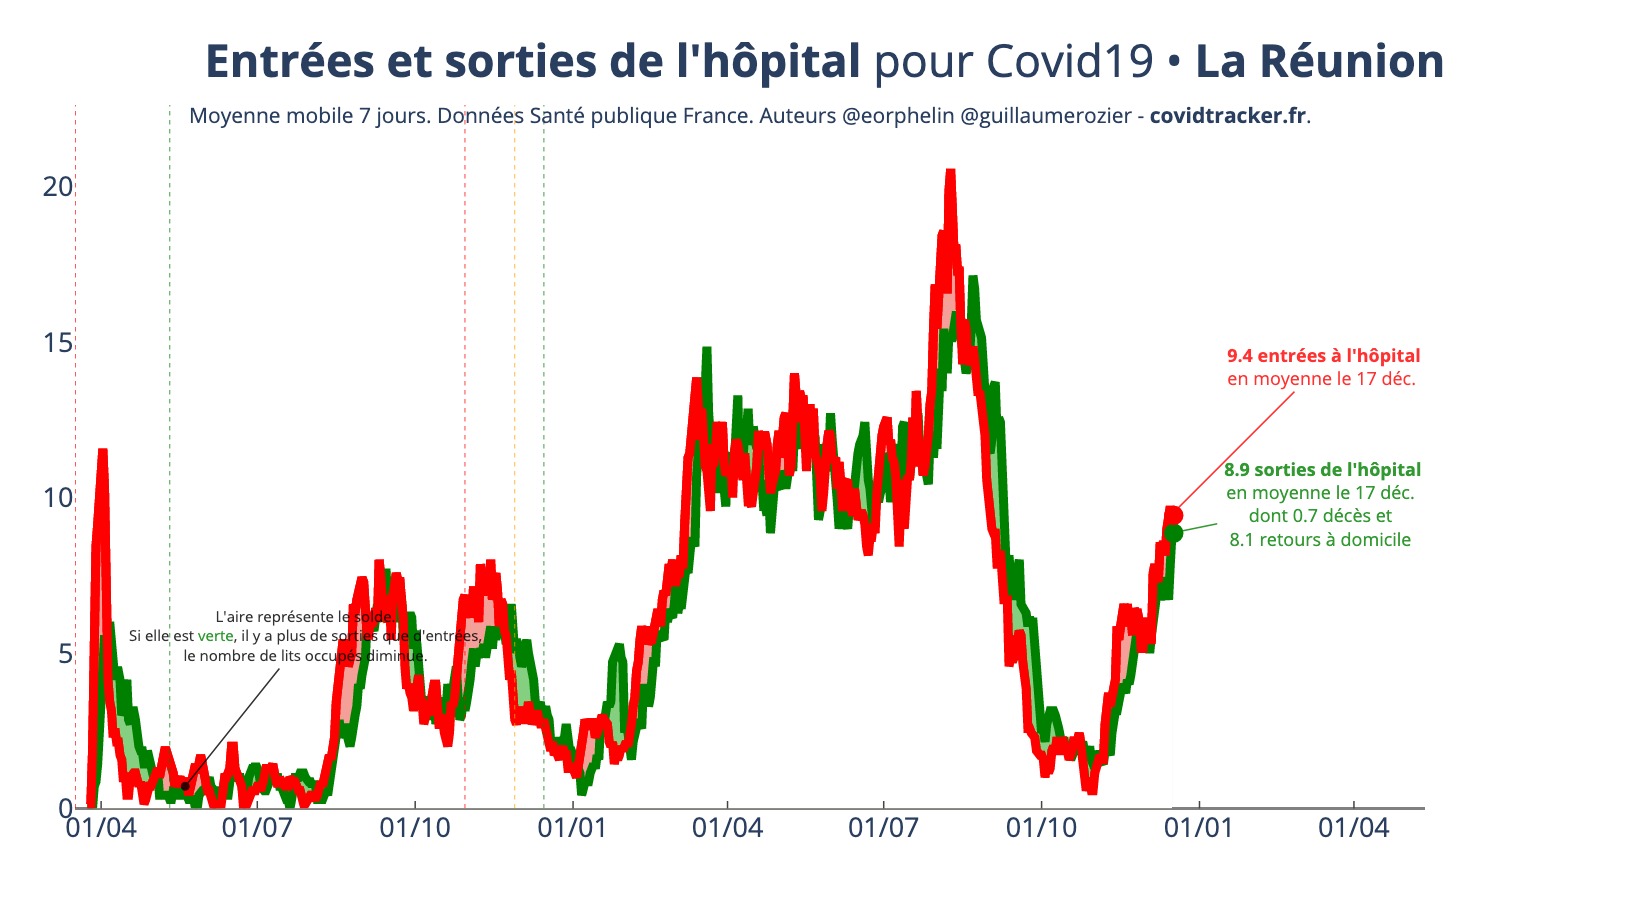 Entrées et sorties de l'hôpital pour Covid19 • La Réunion
Moyenne mobile 7 jours. Données Santé publique France. Auteurs @eorphelin @guillaumerozier - covidtracker.fr.
20
15
10
5
0
9.4 entrées à l'hôpital
en moyenne le 17 déc.
8.9 sorties de l'hôpital
en moyenne le 17 déc.
dont 0.7 décès et
8.1 retours à domicile
L'aire représente le solde.
Si elle est verte, il y a plus de sorties que d'entrées,
le nombre de lits occupés diminue.
01/04 01/07 01/10 01/01 01/04 01/07 01/10 01/01 01/04